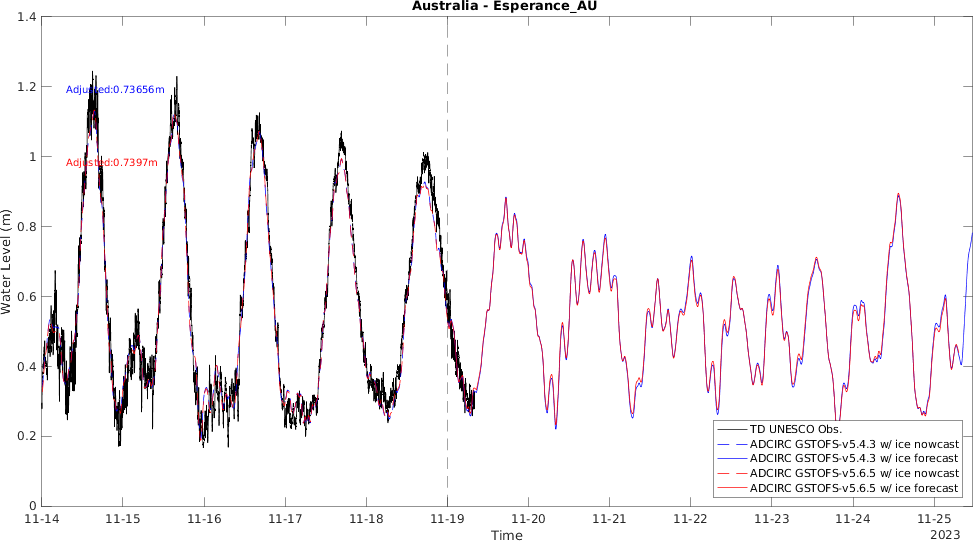 Australia - Esperance_AU
1.4
1.2
1
0.8
0.6
0.4
0.2
0
Water Level (m)
Adjusted:0.73656m
Adjusted:0.7397m
TD UNESCO Obs.
ADCIRC GSTOFS-v5.4.3 w/ ice nowcast
ADCIRC GSTOFS-v5.4.3 w/ ice forecast
ADCIRC GSTOFS-v5.6.5 w/ ice nowcast
ADCIRC GSTOFS-v5.6.5 w/ ice forecast
11-14 11-15 11-16 11-17 11-18 11-19 11-20 11-21 11-22 11-23 11-24 11-25
Time
2023